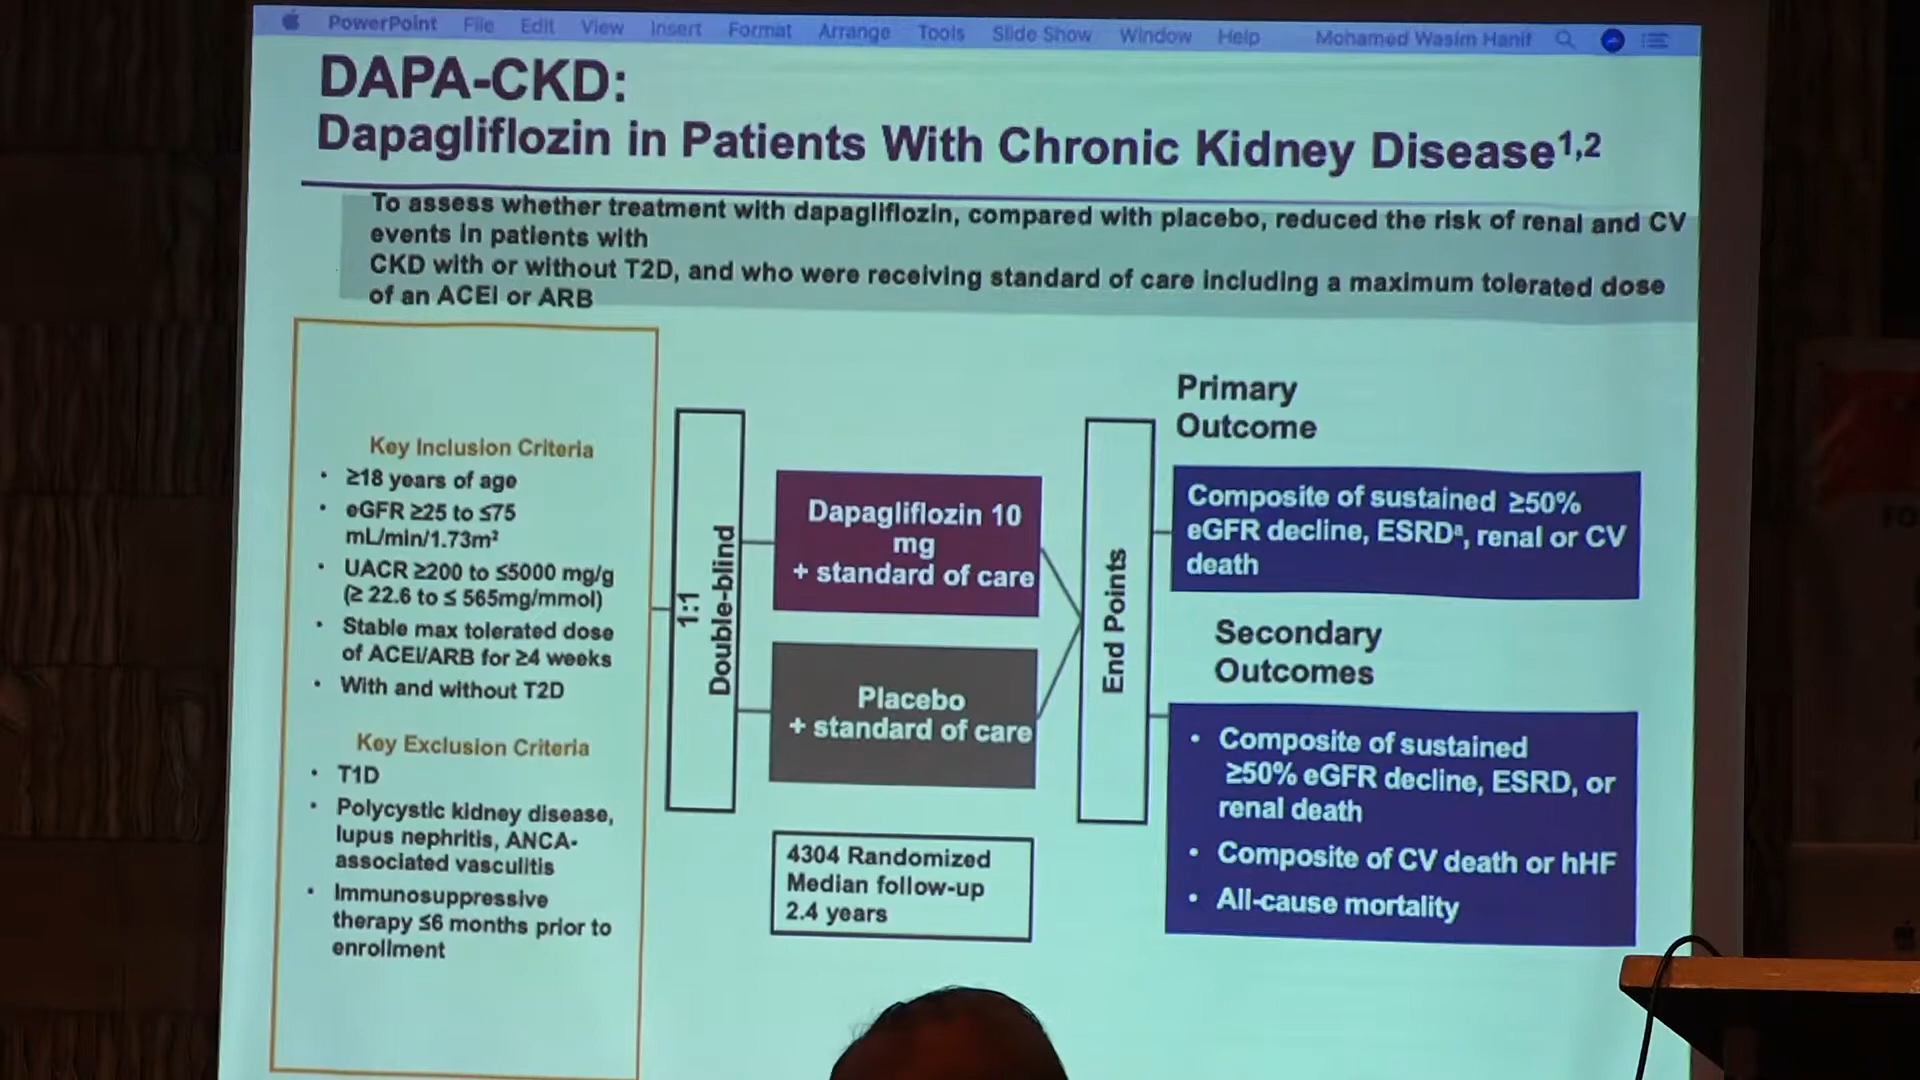 PowerPoint File Edit View Insert Format Arrange Tools Slide Show Window Help Mohamed Wasim Hanif
DAPA-CKD:
Dapagliflozin in Patients With Chronic Kidney Disease1,2
To assess whether treatment with dapagliflozin, compared with placebo, reduced the risk of renal and CV
events in patients with
CKD with or without T2D, and who were receiving standard of care including a maximum tolerated dose
of an ACEI or ARB
Key Inclusion Criteria
• ≥18 years of age
• eGFR ≥25 to ≤75
mL/min/1.73m²
• UACR ≥200 to ≤5000 mg/g
(≥ 22.6 to ≤ 565mg/mmol)
• Stable max tolerated dose
of ACEI/ARB for ≥4 weeks
• With and without T2D
Key Exclusion Criteria
• T1D
• Polycystic kidney disease,
lupus nephritis, ANCA-
associated vasculitis
• Immunosuppressive
therapy ≤6 months prior to
enrollment
1:1
Double-blind
Dapagliflozin 10
mg
+ standard of care
Placebo
+ standard of care
4304 Randomized
Median follow-up
2.4 years
End Points
Primary
Outcome
Composite of sustained ≥50%
eGFR decline, ESRDª, renal or CV
death
Secondary
Outcomes
• Composite of sustained
≥50% eGFR decline, ESRD, or
renal death
• Composite of CV death or hHF
• All-cause mortality